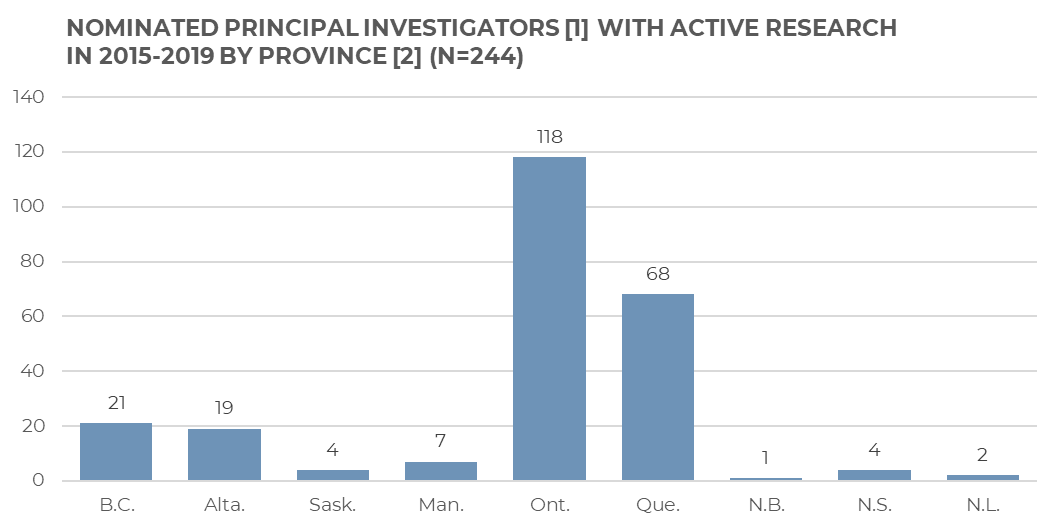 NOMINATED PRINCIPAL INVESTIGATORS [1] WITH ACTIVE RESEARCH
IN 2015-2019 BY PROVINCE [2] (N=244)
140
120
100
80
60
40
20
0
21
19
4
7
118
68
1
4
2
B.C.
Alta.
Sask.
Man.
Ont.
Que.
N.B.
N.S.
N.L.